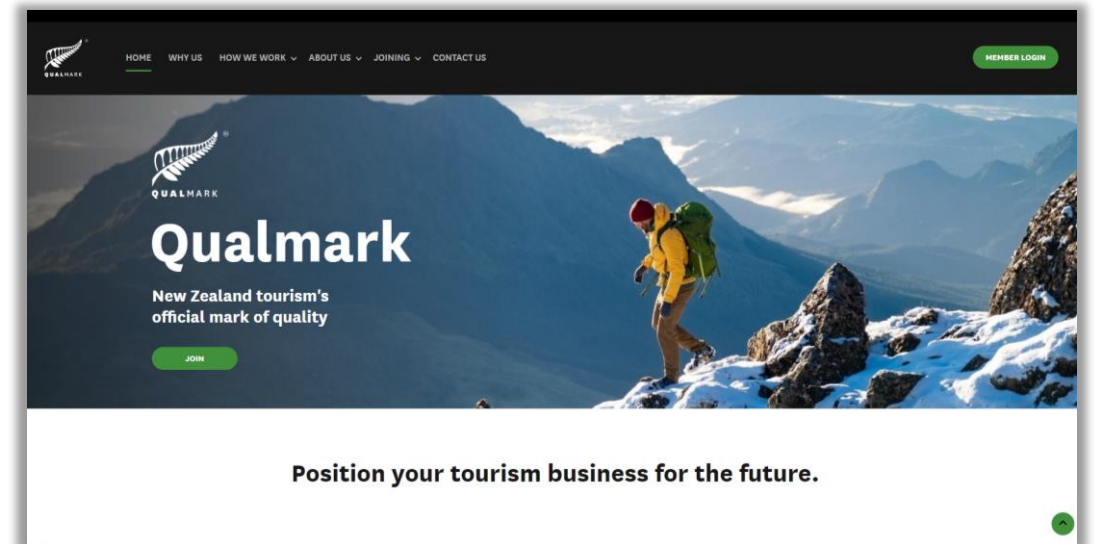 QUALMARK
HOME WHY US HOW WE WORK ABOUT US JOINING CONTACT US
MEMBER LOGIN
®
QUALMARK
Qualmark
New Zealand tourism's
official mark of quality
JOIN
Position your tourism business for the future.